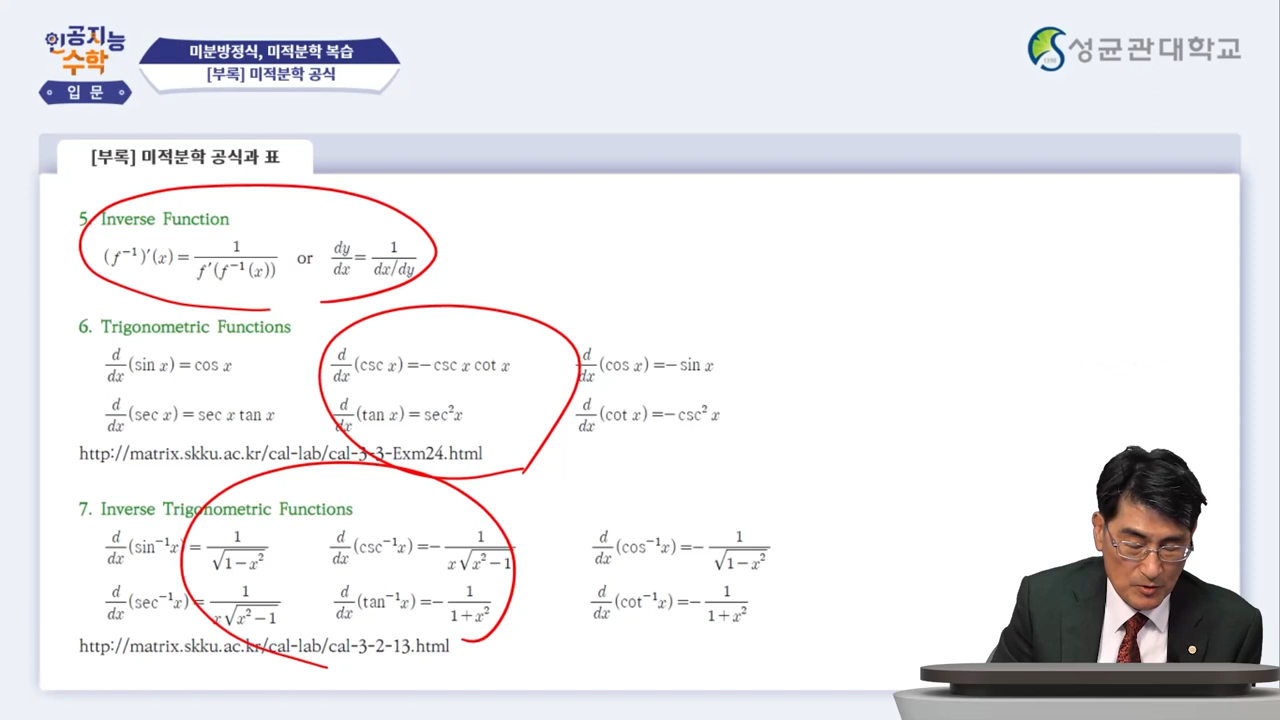 인공지능
수학
입문
미분방정식, 미적분학 복습
[부록] 미적분학 공식
성균관대학교
[부록] 미적분학 공식과 표
5. Inverse Function
(f⁻¹)′(x) = 1 / f′(f⁻¹(x)) or dy/dx = 1 / (dx/dy)
6. Trigonometric Functions
d/dx (sin x) = cos x d/dx (csc x) = − csc x cot x d/dx (cos x) = − sin x
d/dx (sec x) = sec x tan x d/dx (tan x) = sec²x d/dx (cot x) = − csc² x
http://matrix.skku.ac.kr/cal-lab/cal-3-3-Exm24.html
7. Inverse Trigonometric Functions
d/dx (sin⁻¹x) = 1 / √(1 − x²) d/dx (csc⁻¹x) = − 1 / (x√(x² − 1)) d/dx (cos⁻¹x) = − 1 / √(1 − x²)
d/dx (sec⁻¹x) = 1 / (x√(x² − 1)) d/dx (tan⁻¹x) = − 1 / (1 + x²) d/dx (cot⁻¹x) = − 1 / (1 + x²)
http://matrix.skku.ac.kr/cal-lab/cal-3-2-13.html